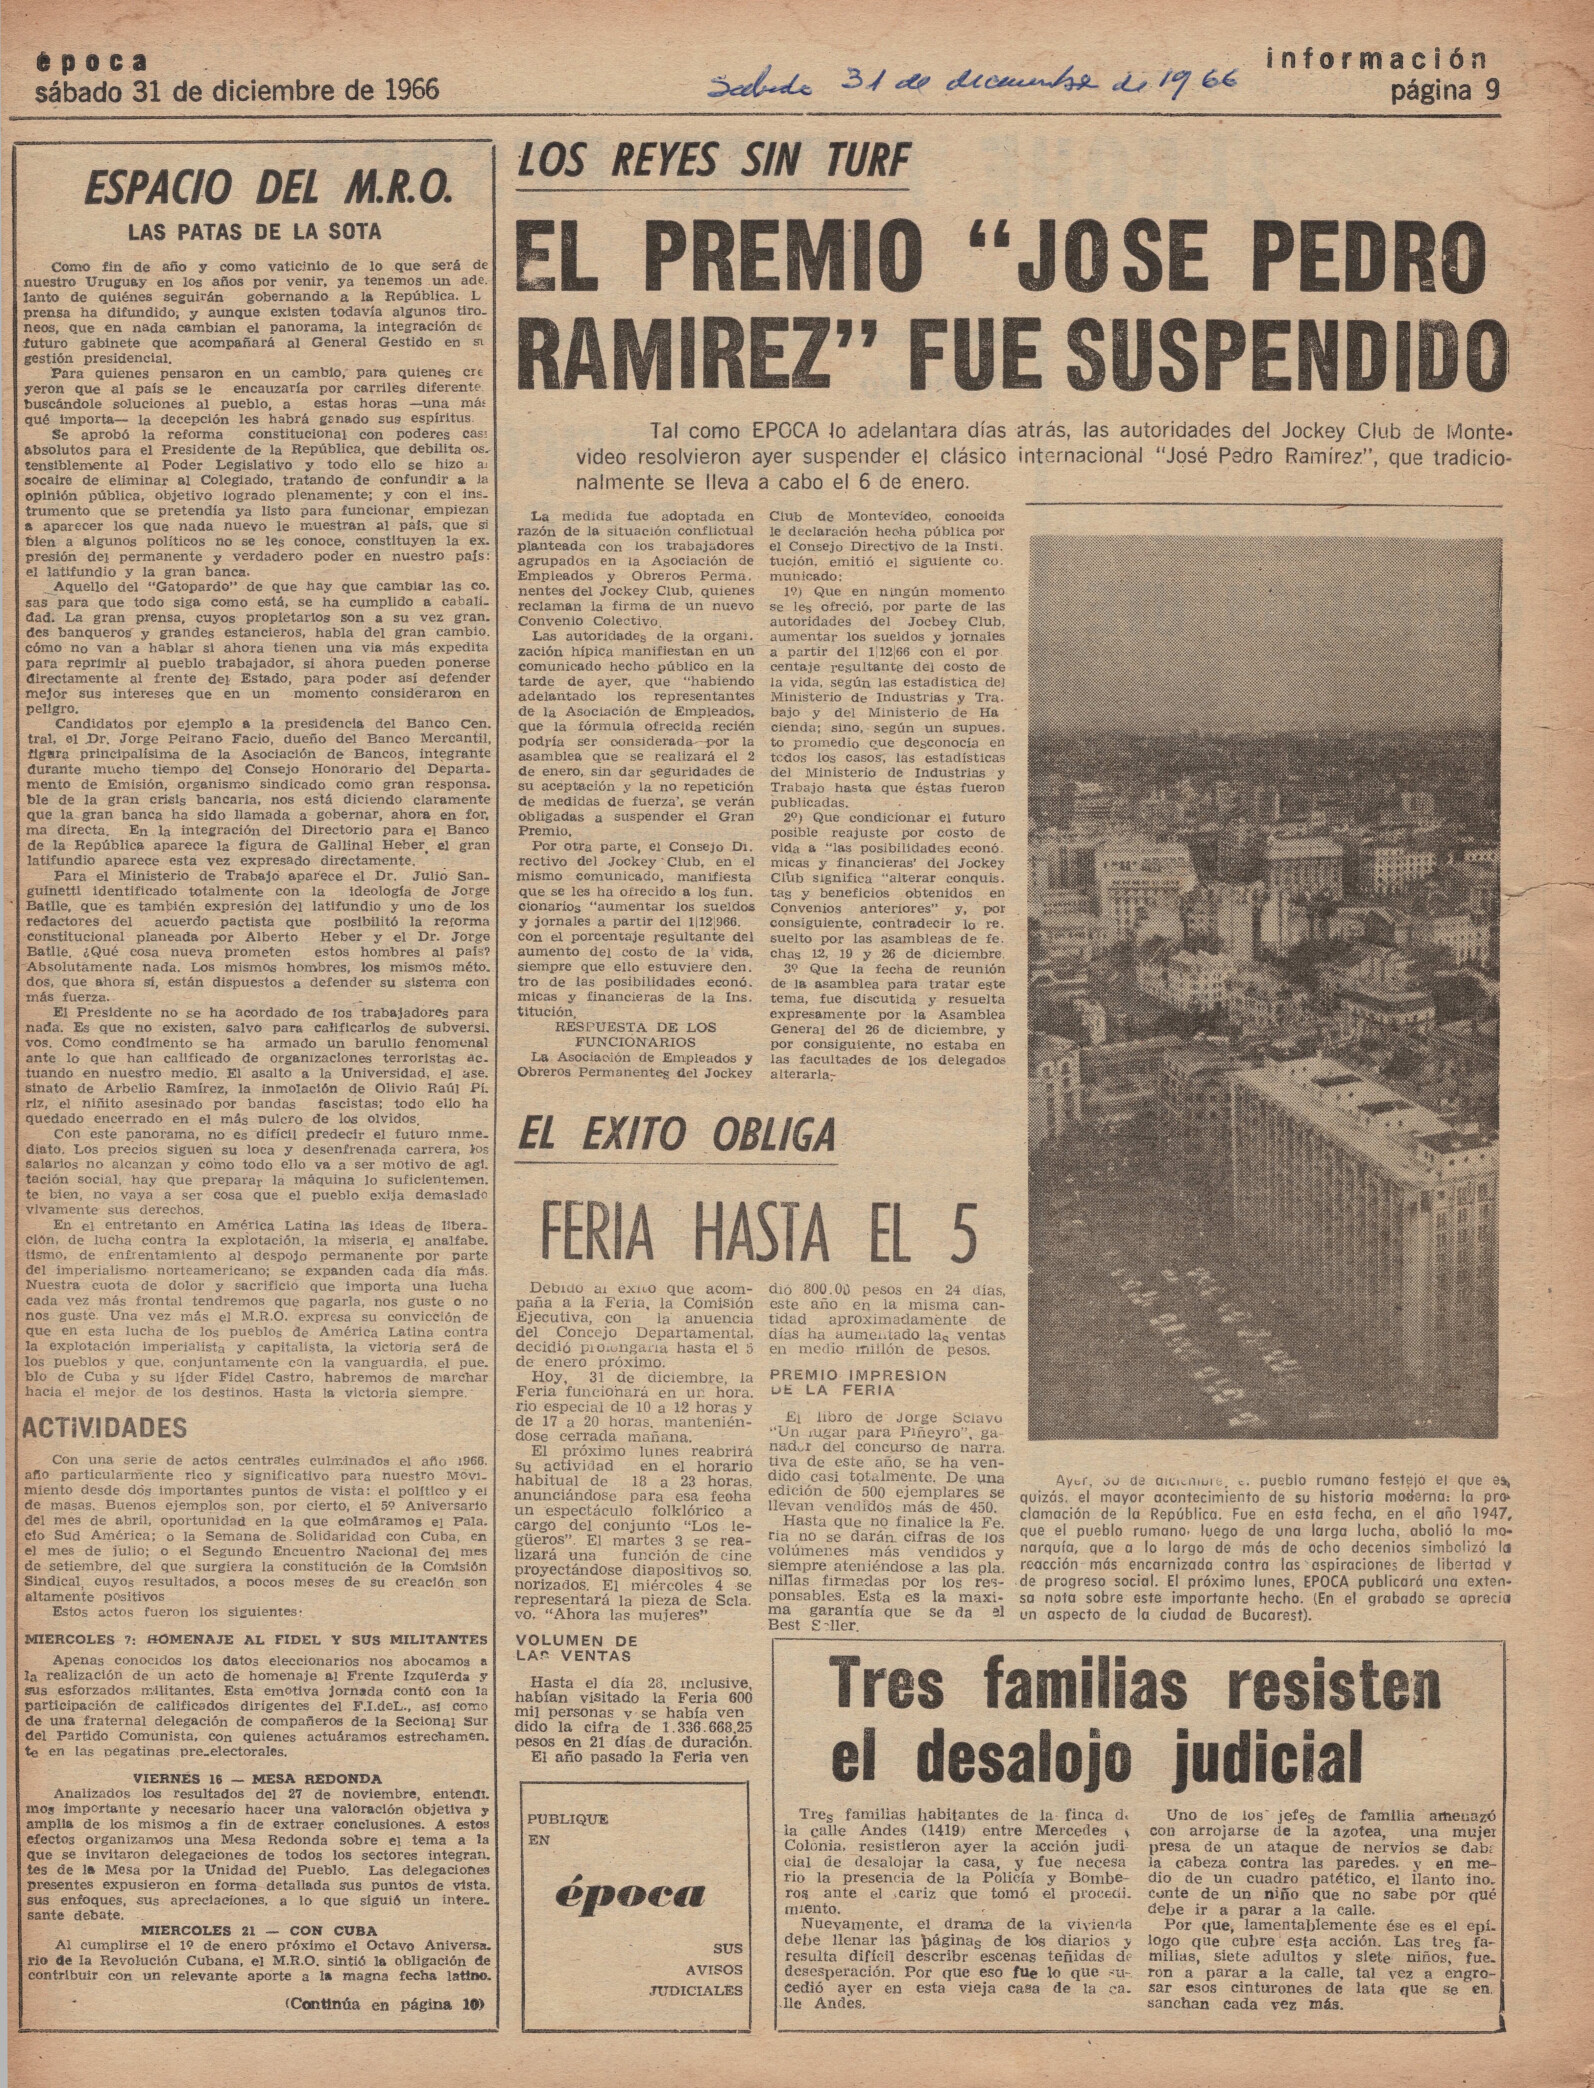 época
sábado 31 de diciembre de 1966
Sabado 31 de diciembre de 1966
información
página 9
ESPACIO DEL M.R.O.
LAS PATAS DE LA SOTA
Como fin de año y como vaticinio de lo que será de
nuestro Uruguay en los años por venir, ya tenemos un ade
lanto de quiénes seguirán gobernando a la República. L
prensa ha difundido, y aunque existen todavía algunos tiro-
neos, que en nada cambian el panorama, la integración de
futuro gabinete que acompañará al General Gestido en su
gestión presidencial.
Para quienes pensaron en un cambio, para quienes cre
yeron que al país se le encauzaría por carriles diferente
buscándole soluciones al pueblo, a estas horas —una más
qué importa— la decepción les habrá ganado sus espíritus.
Se aprobó la reforma constitucional con poderes casi
absolutos para el Presidente de la República, que debilita os-
tensiblemente al Poder Legislativo y todo ello se hizo a
socaire de eliminar al Colegiado, tratando de confundir a la
opinión pública, objetivo logrado plenamente; y con el ins-
trumento que se pretendía ya listo para funcionar, empiezan
a aparecer los que nada nuevo le muestran al país, que si
bien a algunos políticos no se les conoce, constituyen la ex-
presión del permanente y verdadero poder en nuestro país:
el latifundio y la gran banca.
Aquello del "Gatopardo" de que hay que cambiar las co-
sas para que todo siga como está, se ha cumplido a cabali-
dad. La gran prensa, cuyos propietarios son a su vez gran-
des banqueros y grandes estancieros, habla del gran cambio,
cómo no van a hablar si ahora tienen una via más expedita
para reprimir al pueblo trabajador, si ahora pueden ponerse
directamente al frente del Estado, para poder así defender
mejor sus intereses que en un momento consideraron en
peligro.
Candidatos por ejemplo a la presidencia del Banco Cen
tral, el Dr. Jorge Peirano Facio, dueño del Banco Mercantil,
figara principalísima de la Asociación de Bancos, integrante
durante mucho tiempo del Consejo Honorario del Departa-
mento de Emisión, organismo sindicado como gran responsa-
ble de la gran crisis bancaria, nos está diciendo claramente
que la gran banca ha sido llamada a gobernar, ahora en for,
ma directa. En la integración del Directorio para el Banco
de la República aparece la figura de Gallinal Heber, el gran
latifundio aparece esta vez expresado directamente.
Para el Ministerio de Trabajo aparece el Dr. Julio San-
guinetti identificado totalmente con la ideología de Jorge
Batlle, que es también expresión del latifundio y uno de los
redactores del acuerdo pactista que posibilitó la reforma
constitucional planeada por Alberto Heber y el Dr. Jorge
Batlle. ¿Qué cosa nueva prometen estos hombres al país?
Absolutamente nada. Los mismos hombres, los mismos méto-
dos, que ahora sí, están dispuestos a defender su sistema con
más fuerza.
El Presidente no se ha acordado de los trabajadores para
nada. Es que no existen, salvo para calificarlos de subversi-
vos. Como condimento se ha armado un barullo fenomenal
ante lo que han calificado de organizaciones terroristas ac-
tuando en nuestro medio. El asalto a la Universidad, el ase-
sinato de Arbelio Ramírez, la inmolación de Olivio Raúl Pí-
riz, el niñito asesinado por bandas fascistas; todo ello ha
quedado encerrado en el más pulcro de los olvidos.
Con este panorama, no es difícil predecir el futuro inme-
diato. Los precios siguen su loca y desenfrenada carrera, los
salarios no alcanzan y como todo ello va a ser motivo de agi-
tación social, hay que preparar la máquina lo suficientemen-
te bien, no vaya a ser cosa que el pueblo exija demasiado
vivamente sus derechos.
En el entretanto en América Latina las ideas de libera-
ción, de lucha contra la explotación, la miseria, el analfabe-
tismo, de enfrentamiento al despojo permanente por parte
del imperialismo norteamericano; se expanden cada día más.
Nuestra cuota de dolor y sacrificio que importa una lucha
cada vez más frontal tendremos que pagarla, nos guste o no
nos guste. Una vez más el M.R.O. expresa su convicción de
que en esta lucha de los pueblos de América Latina contra
la explotación imperialista y capitalista, la victoria será de
los pueblos y que, conjuntamente con la vanguardia, el pue-
blo de Cuba y su líder Fidel Castro, habremos de marchar
hacia el mejor de los destinos. Hasta la victoria siempre.
ACTIVIDADES
Con una serie de actos centrales culminados el año 1966.
año particularmente rico y significativo para nuestro Movi-
miento desde dós importantes puntos de vista: el político y el
de masas. Buenos ejemplos son, por cierto, el 5º Aniversario
del mes de abril, oportunidad en la que colmáramos el Pala-
cio Sud América; o la Semana de Solidaridad con Cuba, en
el mes de julio; o el Segundo Encuentro Nacional del mes
de setiembre, del que surgiera la constitución de la Comisión
Sindical, cuyos resultados, a pocos meses de su creación son
altamente positivos
Estos actos fueron los siguientes:
MIERCOLES 7: HOMENAJE AL FIDEL Y SUS MILITANTES
Apenas conocidos los datos eleccionarios nos abocamos a
la realización de un acto de homenaje al Frente Izquierda y
sus esforzados militantes. Esta emotiva jornada contó con la
participación de calificados dirigentes del F.I.deL., así como
de una fraternal delegación de compañeros de la Secional Sur
del Partido Comunista, con quienes actuáramos estrechamen-
te en las pegatinas pre-electorales.
VIERNES 16 — MESA REDONDA
Analizados los resultados del 27 de noviembre, entendi-
mos importante y necesario hacer una valoración objetiva y
amplia de los mismos a fin de extraer conclusiones. A estos
efectos organizamos una Mesa Redonda sobre el tema a la
que se invitaron delegaciones de todos los sectores integran-
tes de la Mesa por la Unidad del Pueblo. Las delegaciones
presentes expusieron en forma detallada sus puntos de vista,
sus enfoques, sus apreciaciones, a lo que siguió un intere-
sante debate.
MIERCOLES 21 — CON CUBA
Al cumplirse el 1º de enero próximo el Octavo Aniversa-
rio de la Revolución Cubana, el M.R.O. sintió la obligación de
contribuir con un relevante aporte a la magna fecha latino.
(Continúa en página 10)
LOS REYES SIN TURF
EL PREMIO "JOSE PEDRO
RAMIREZ" FUE SUSPENDIDO
Tal como EPOCA lo adelantara días atrás, las autoridades del Jockey Club de Monte-
video resolvieron ayer suspender el clásico internacional "José Pedro Ramírez", que tradicio-
nalmente se lleva a cabo el 6 de enero.
La medida fue adoptada en
razón de la situación conflictual
planteada con los trabajadores
agrupados en la Asociación de
Empleados y Obreros Perma-
nentes del Jockey Club, quienes
reclaman la firma de un nuevo
Convenio Colectivo.
Las autoridades de la organi-
zación hípica manifiestan en un
comunicado hecho público en la
tarde de ayer, que "habiendo
adelantado los representantes
de la Asociación de Empleados,
que la fórmula ofrecida recién
podría ser considerada—por la
asamblea que se realizará el 2
de enero, sin dar seguridades de
su aceptación y la no repetición
de medidas de fuerza', se verán
obligadas a suspender el Gran
Premio.
Por otra parte, el Consejo Di-
rectivo del Jockey Club, en el
mismo comunicado, manifiesta
que se les ha ofrecido a los fun-
cionarios "aumentar los sueldos
y jornales a partir del 1|12|966.
con el porcentaje resultante del
aumento del costo de la vida,
siempre que ello estuviere den-
tro de las posibilidades econó-
micas y financieras de la Ins-
titución.
RESPUESTA DE LOS
FUNCIONARIOS
La Asociación de Empleados y
Obreros Permanentes del Jockey
Club de Montevideo, conocida
le declaración hecha pública por
el Consejo Directivo de la Insti-
tución, emitió el siguiente co-
municado:
1º) Que en ningún momento
se les ofreció, por parte de las
autoridades del Jocbey Club,
aumentar los sueldos y jornales
a partir del 1|12|66 con el por
centaje resultante del costo de
la vida, según las estadística del
Ministerio de Industrias y Tra-
bajo y del Ministerio de Ha
cienda; sino, según un supues-
to promedio que desconocía en
todos los casos, las estadísticas
del Ministerio de Industrias y
Trabajo hasta que éstas fueron
publicadas.
2º) Que condicionar el futuro
posible reajuste por costo de
vida a "las posibilidades econó-
micas y financieras' del Jockey
Club significa "alterar conquis-
tas y beneficios obtenidos en
Convenios anteriores" y, por
consiguiente, contradecir lo re-
suelto por las asambleas de fe-
chas 12, 19 y 26 de diciembre.
3º Que la fecha de reunión
de la asamblea para tratar este
tema, fue discutida y resuelta
expresamente por la Asamblea
General del 26 de diciembre, y
por consiguiente, no estaba en
las facultades de los delegados
alterarla;
EL EXITO OBLIGA
FERIA HASTA EL 5
Debido al éxito que acom-
paña a la Feria, la Comisión
Ejecutiva, con la anuencia
del Concejo Departamental,
decidió prolongarla hasta el 5
de enero próximo.
Hoy, 31 de diciembre, la
Feria funcionará en un hora-
rio especial de 10 a 12 horas y
de 17 a 20 horas, mantenién-
dose cerrada mañana.
El próximo lunes reabrirá
su actividad en el horario
habitual de 18 a 23 horas,
anunciándose para esa fecha
un espectáculo folklórico a
cargo del conjunto "Los le-
güeros". El martes 3 se rea-
lizará una función de cine
proyectándose diapositivos so-
norizados. El miércoles 4 se
representará la pieza de Scla-
vo. "Ahora las mujeres"
VOLUMEN DE
LAS VENTAS
Hasta el día 28, inclusive,
habían visitado la Feria 600
mil personas y se había ven
dido la cifra de 1.336.668,25
pesos en 21 días de duración.
El año pasado la Feria ven
dió 800.00 pesos en 24 días,
este año en la misma can-
tidad aproximadamente de
días ha aumentado las ventas
en medio millón de pesos.
PREMIO IMPRESION
DE LA FERIA
El libro de Jorge Sclavo
"Un lugar para Piñeyro", ga-
nador del concurso de narra-
tiva de este año, se ha ven-
dido casi totalmente. De una
edición de 500 ejemplares se
llevan vendidos más de 450.
Hasta que no finalice la Fe-
ria no se darán cifras de los
volúmenes más vendidos y
siempre ateniéndose a las pla-
nillas firmadas por los res-
ponsables. Esta es la máxi-
ma garantía que se da el
Best Seller.
PUBLIQUE
EN
época
SUS
AVISOS
JUDICIALES
Ayer, 30 de diciembre, el pueblo rumano festejó el que es,
quizás, el mayor acontecimiento de su historia moderna: la pro-
clamación de la República. Fue en esta fecha, en el año 1947,
que el pueblo rumano, luego de una larga lucha, abolió la mo-
narquía, que a lo largo de más de ocho decenios simbolizó la
reacción más encarnizada contra las aspiraciones de libertad y
de progreso social. El próximo lunes, EPOCA publicará una exten-
sa nota sobre este importante hecho. (En el grabado se aprecia
un aspecto de la ciudad de Bucarest).
Tres familias resisten
el desalojo judicial
Tres familias habitantes de la finca de
la calle Andes (1419) entre Mercedes y
Colonia, resistieron ayer la acción judi-
cial de desalojar la casa, y fue necesa
rio la presencia de la Policía y Bombe-
ros ante el cariz que tomó el procedi-
miento.
Nuevamente, el drama de la vivienda
debe llenar las páginas de los diarios y
resulta difícil describr escenas teñidas de
desesperación. Por que eso fue lo que su-
cedió ayer en esta vieja casa de la ca-
lle Andes.
Uno de los jefes de familia amenazó
con arrojarse de la azotea, una mujer
presa de un ataque de nervios se daba
la cabeza contra las paredes, y en me-
dio de un cuadro patético, el llanto ino-
cente de un niño que no sabe por qué
debe ir a parar a la calle.
Por que, lamentablemente ése es el epí-
logo que cubre esta acción. Las tres fa-
milias, siete adultos y siete niños, fue-
ron a parar a la calle, tal vez a engro-
sar esos cinturones de lata que se en-
sanchan cada vez más.